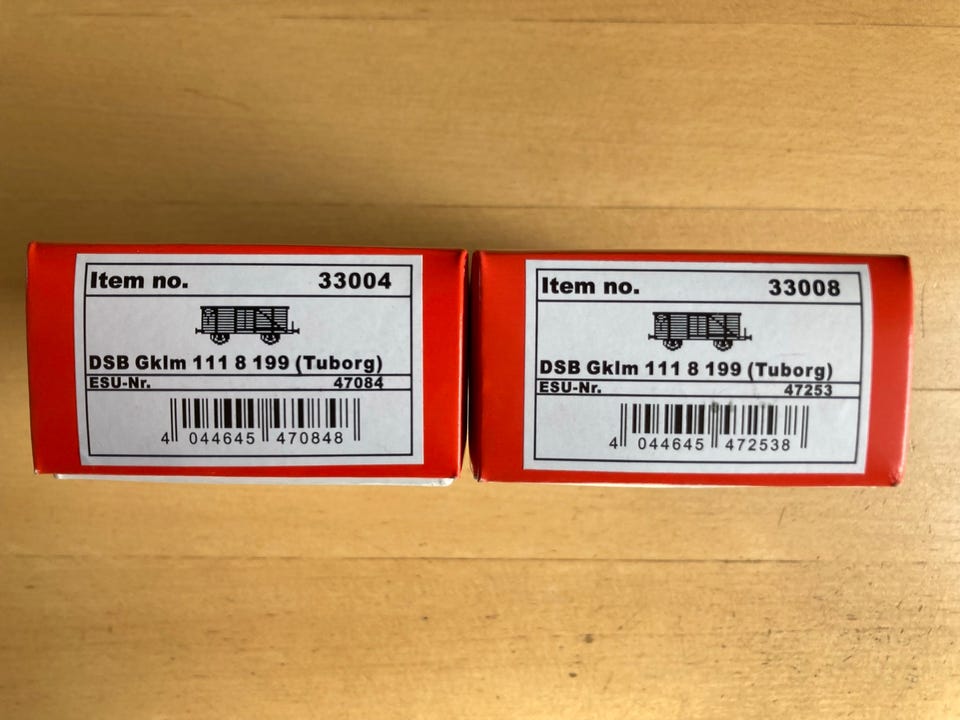 Item no. 33004
DSB Gklm 111 8 199 (Tuborg)
ESU-Nr. 47084
4 044645 470848
Item no. 33008
DSB Gklm 111 8 199 (Tuborg)
ESU-Nr. 47253
4 044645 472538